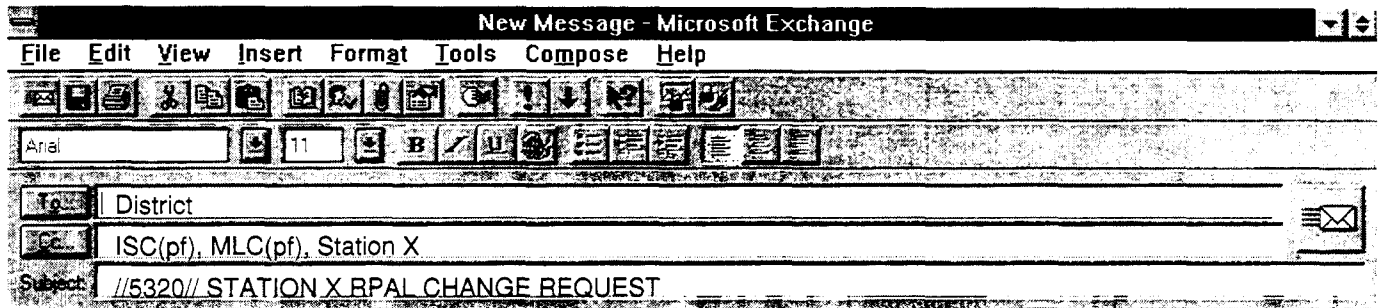 New Message - Microsoft Exchange
File Edit View Insert Format Tools Compose Help
Arial 11 B I U
To... District
Cc... ISC(pf), MLC(pf), Station X
Subject: //5320// STATION X RPAL CHANGE REQUEST